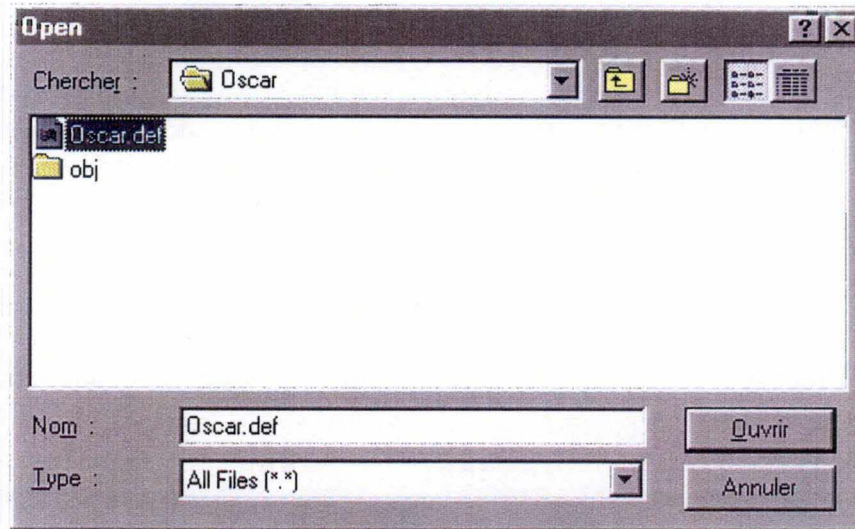 Open
Chercher : Oscar
Oscar.def
obj
Nom : Oscar.def Ouvrir
Type : All Files (*.*) Annuler